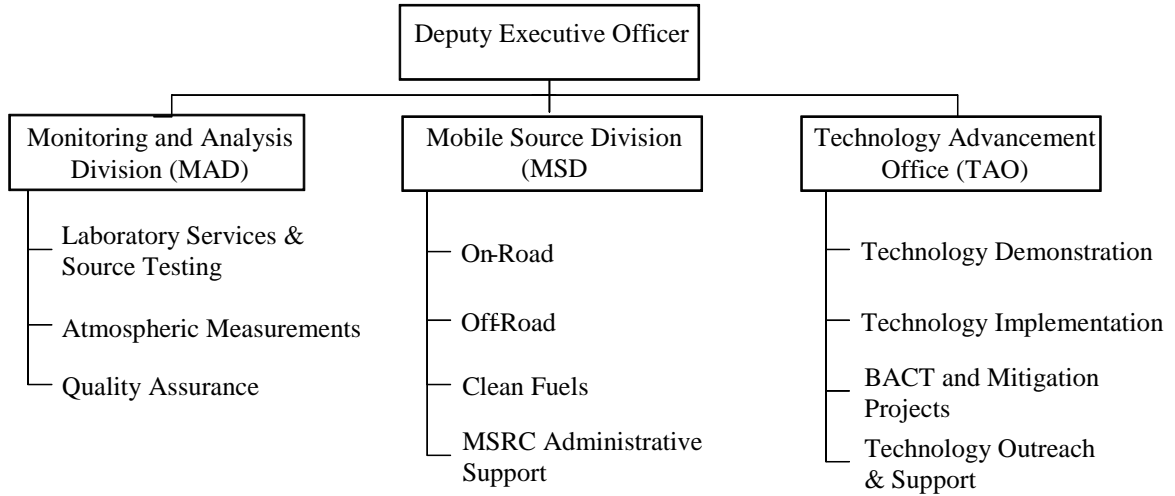 Deputy Executive Officer
Monitoring and Analysis
Division (MAD)
Laboratory Services &
Source Testing
Atmospheric Measurements
Quality Assurance
Mobile Source Division
(MSD
On-Road
Off-Road
Clean Fuels
MSRC Administrative
Support
Technology Advancement
Office (TAO)
Technology Demonstration
Technology Implementation
BACT and Mitigation
Projects
Technology Outreach
& Support